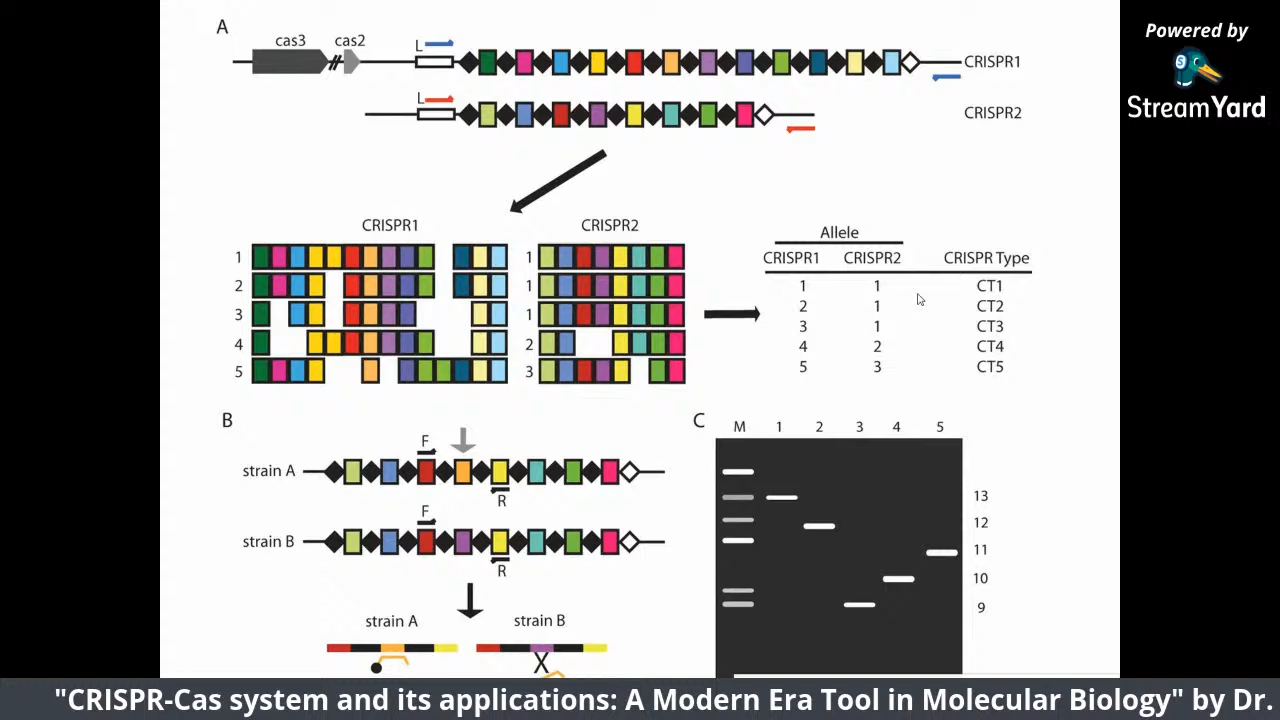 Powered by
StreamYard
A
cas3
cas2
L
CRISPR1
L
CRISPR2
CRISPR1
CRISPR2
1
2
3
4
5
1
1
1
2
3
Allele
CRISPR1 CRISPR2 CRISPR Type
1 1 CT1
2 1 CT2
3 1 CT3
4 2 CT4
5 3 CT5
B
F
strain A
R
F
strain B
R
strain A
strain B
C
M 1 2 3 4 5
13
12
11
10
9
"CRISPR-Cas system and its applications: A Modern Era Tool in Molecular Biology" by Dr.